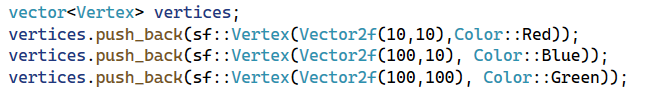 vector<Vertex> vertices;
vertices.push_back(sf::Vertex(Vector2f(10,10),Color::Red));
vertices.push_back(sf::Vertex(Vector2f(100,10), Color::Blue));
vertices.push_back(sf::Vertex(Vector2f(100,100), Color::Green));